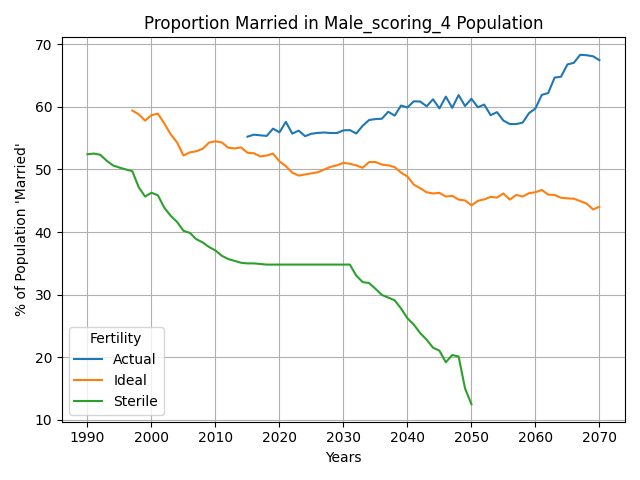 Proportion Married in Male_scoring_4 Population
% of Population 'Married'
70
60
50
40
30
20
10
Fertility
Actual
Ideal
Sterile
1990 2000 2010 2020 2030 2040 2050 2060 2070
Years